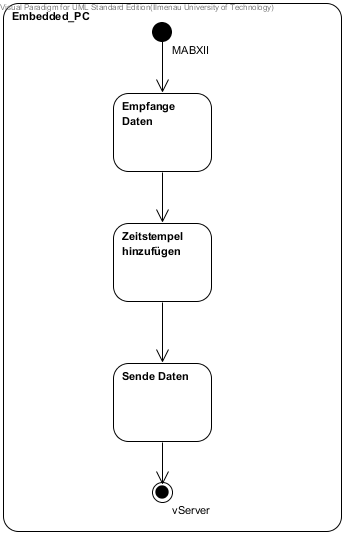 Visual Paradigm for UML Standard Edition(Ilmenau University of Technology)
Embedded_PC
MABXII
Empfange
Daten
Zeitstempel
hinzufügen
Sende Daten
vServer